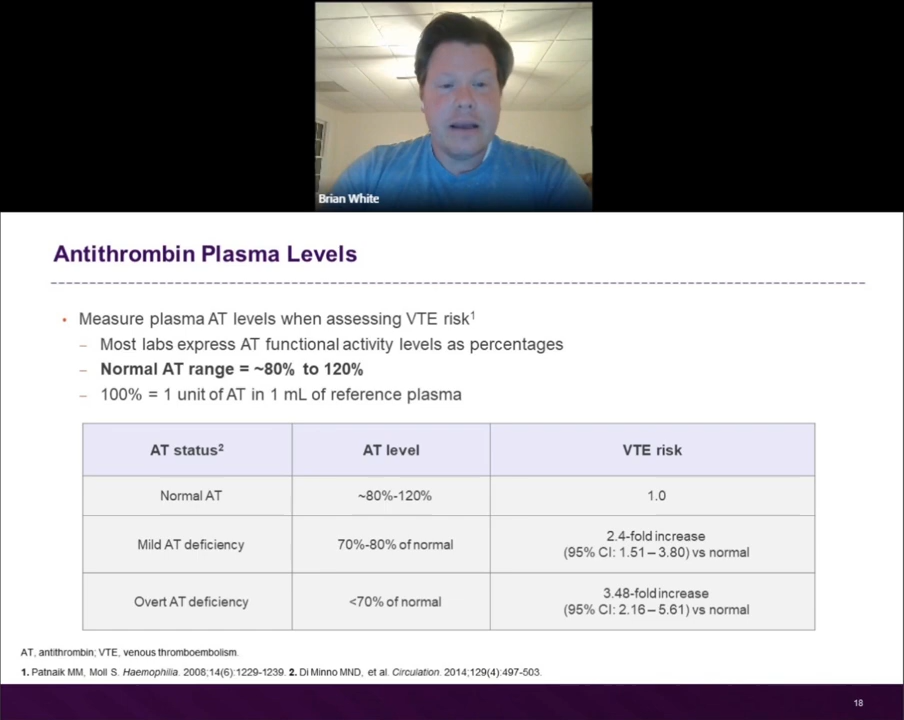 Brian White
Antithrombin Plasma Levels
• Measure plasma AT levels when assessing VTE risk¹
– Most labs express AT functional activity levels as percentages
– Normal AT range = ~80% to 120%
– 100% = 1 unit of AT in 1 mL of reference plasma
AT status² AT level VTE risk
Normal AT ~80%-120% 1.0
Mild AT deficiency 70%-80% of normal 2.4-fold increase
(95% CI: 1.51 – 3.80) vs normal
Overt AT deficiency <70% of normal 3.48-fold increase
(95% CI: 2.16 – 5.61) vs normal
AT, antithrombin; VTE, venous thromboembolism.
1. Patnaik MM, Moll S. Haemophilia. 2008;14(6):1229-1239. 2. Di Minno MND, et al. Circulation. 2014;129(4):497-503.
18